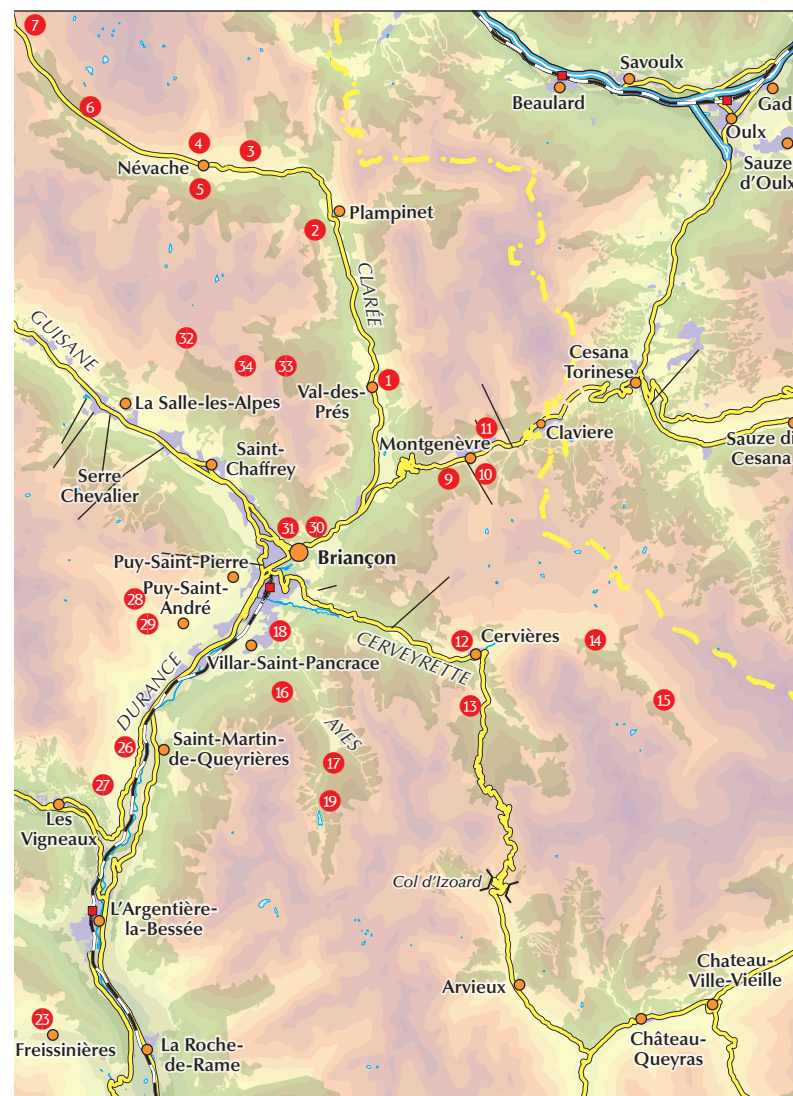 7
Savoulx
Beaulard
Gad
6
Oulx
4
3
Névache
Sauze
d'Oulx
5
Plampinet
2
CLARÉE
GUISANE
32
34
33
Cesana
Torinese
1
Val-des-
Prés
La Salle-les-Alpes
11
Claviere
Montgenèvre
Sauze di
Cesana
Saint-
Chaffrey
Serre
Chevalier
9
10
31
30
Briançon
Puy-Saint-Pierre
Puy-Saint-
André
28
29
18
CERVEYRETTE
12
Cervières
14
Villar-Saint-Pancrace
DURANCE
16
13
15
AYES
26
Saint-Martin-
de-Queyrières
17
27
19
Les
Vigneaux
Col d'Izoard
L'Argentière-
la-Bessée
Chateau-
Ville-Vieille
Arvieux
23
Freissinières
La Roche-
de-Rame
Château-
Queyras